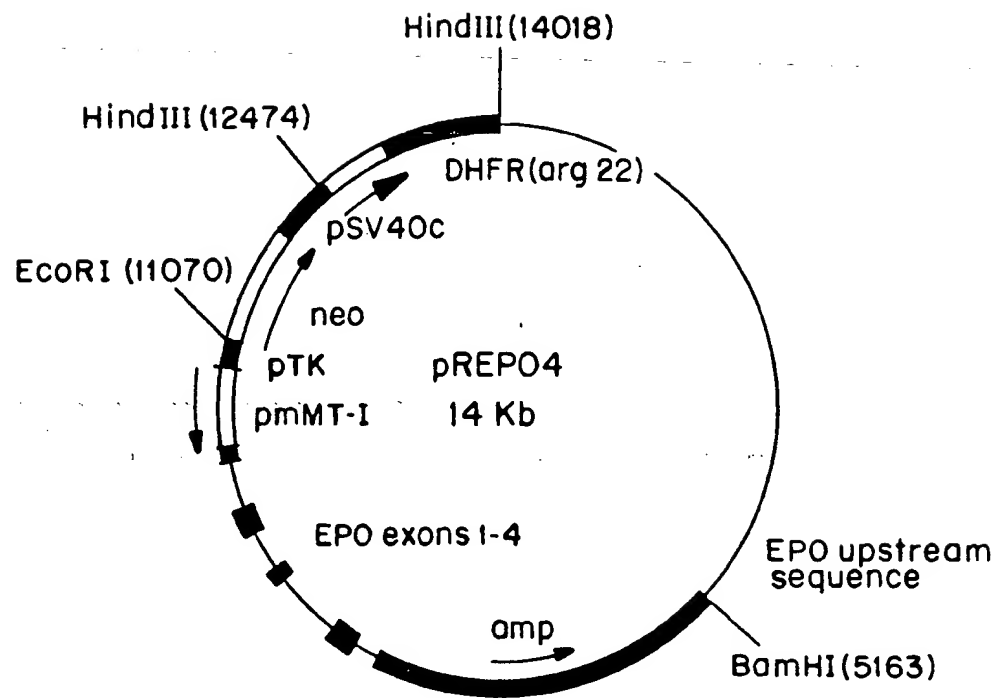 HindIII (14018)
HindIII (12474)
DHFR (arg 22)
pSV40c
EcoRI (11070)
neo
pTK
pREPO4
pmMT-I
14 Kb
EPO exons 1-4
EPO upstream
sequence
amp
BamHI (5163)